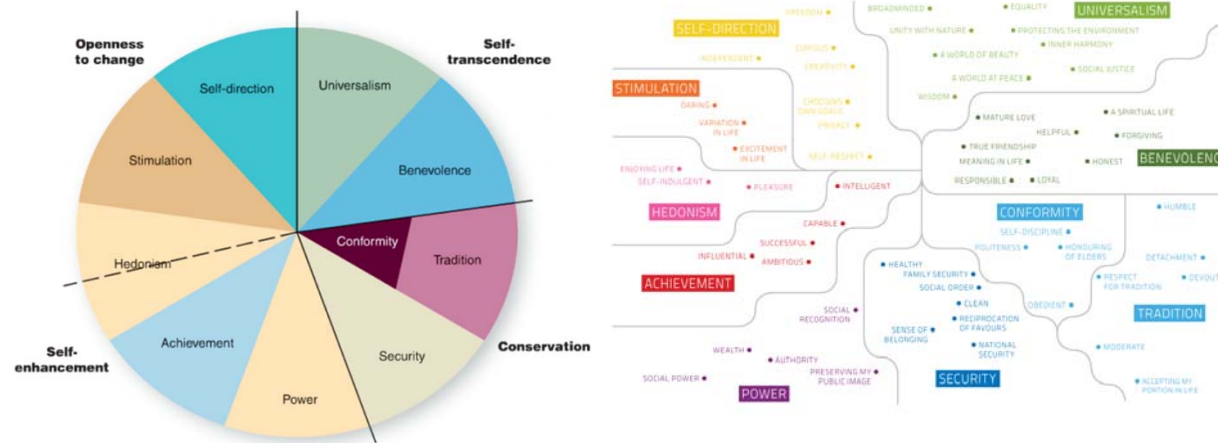 Openness
to change
Self-
transcendence
Self-direction
Universalism
Stimulation
Benevolence
Conformity
Tradition
Hedonism
Achievement
Security
Power
Self-
enhancement
Conservation
SELF-DIRECTION
FREEDOM
CURIOUS
INDEPENDENT
CREATIVITY
CHOOSING
OWN GOALS
PRIVACY
SELF-RESPECT
STIMULATION
DARING
VARIATION
IN LIFE
EXCITEMENT
IN LIFE
ENJOYING LIFE
SELF-INDULGENT
PLEASURE
HEDONISM
INTELLIGENT
CAPABLE
SUCCESSFUL
INFLUENTIAL
AMBITIOUS
ACHIEVEMENT
SOCIAL
RECOGNITION
WEALTH
AUTHORITY
SOCIAL POWER
PRESERVING MY
PUBLIC IMAGE
POWER
BROADMINDED
EQUALITY
UNIVERSALISM
UNITY WITH NATURE
PROTECTING THE ENVIRONMENT
INNER HARMONY
A WORLD OF BEAUTY
SOCIAL JUSTICE
A WORLD AT PEACE
WISDOM
A SPIRITUAL LIFE
MATURE LOVE
HELPFUL
FORGIVING
TRUE FRIENDSHIP
MEANING IN LIFE
HONEST
BENEVOLENC
RESPONSIBLE
LOYAL
CONFORMITY
HUMBLE
SELF-DISCIPLINE
POLITENESS
HONOURING
OF ELDERS
DETACHMENT
RESPECT
FOR TRADITION
DEVOUT
OBEDIENT
TRADITION
MODERATE
ACCEPTING MY
PORTION IN LIFE
HEALTHY
FAMILY SECURITY
SOCIAL ORDER
CLEAN
RECIPROCATION
OF FAVOURS
SENSE OF
BELONGING
NATIONAL
SECURITY
SECURITY